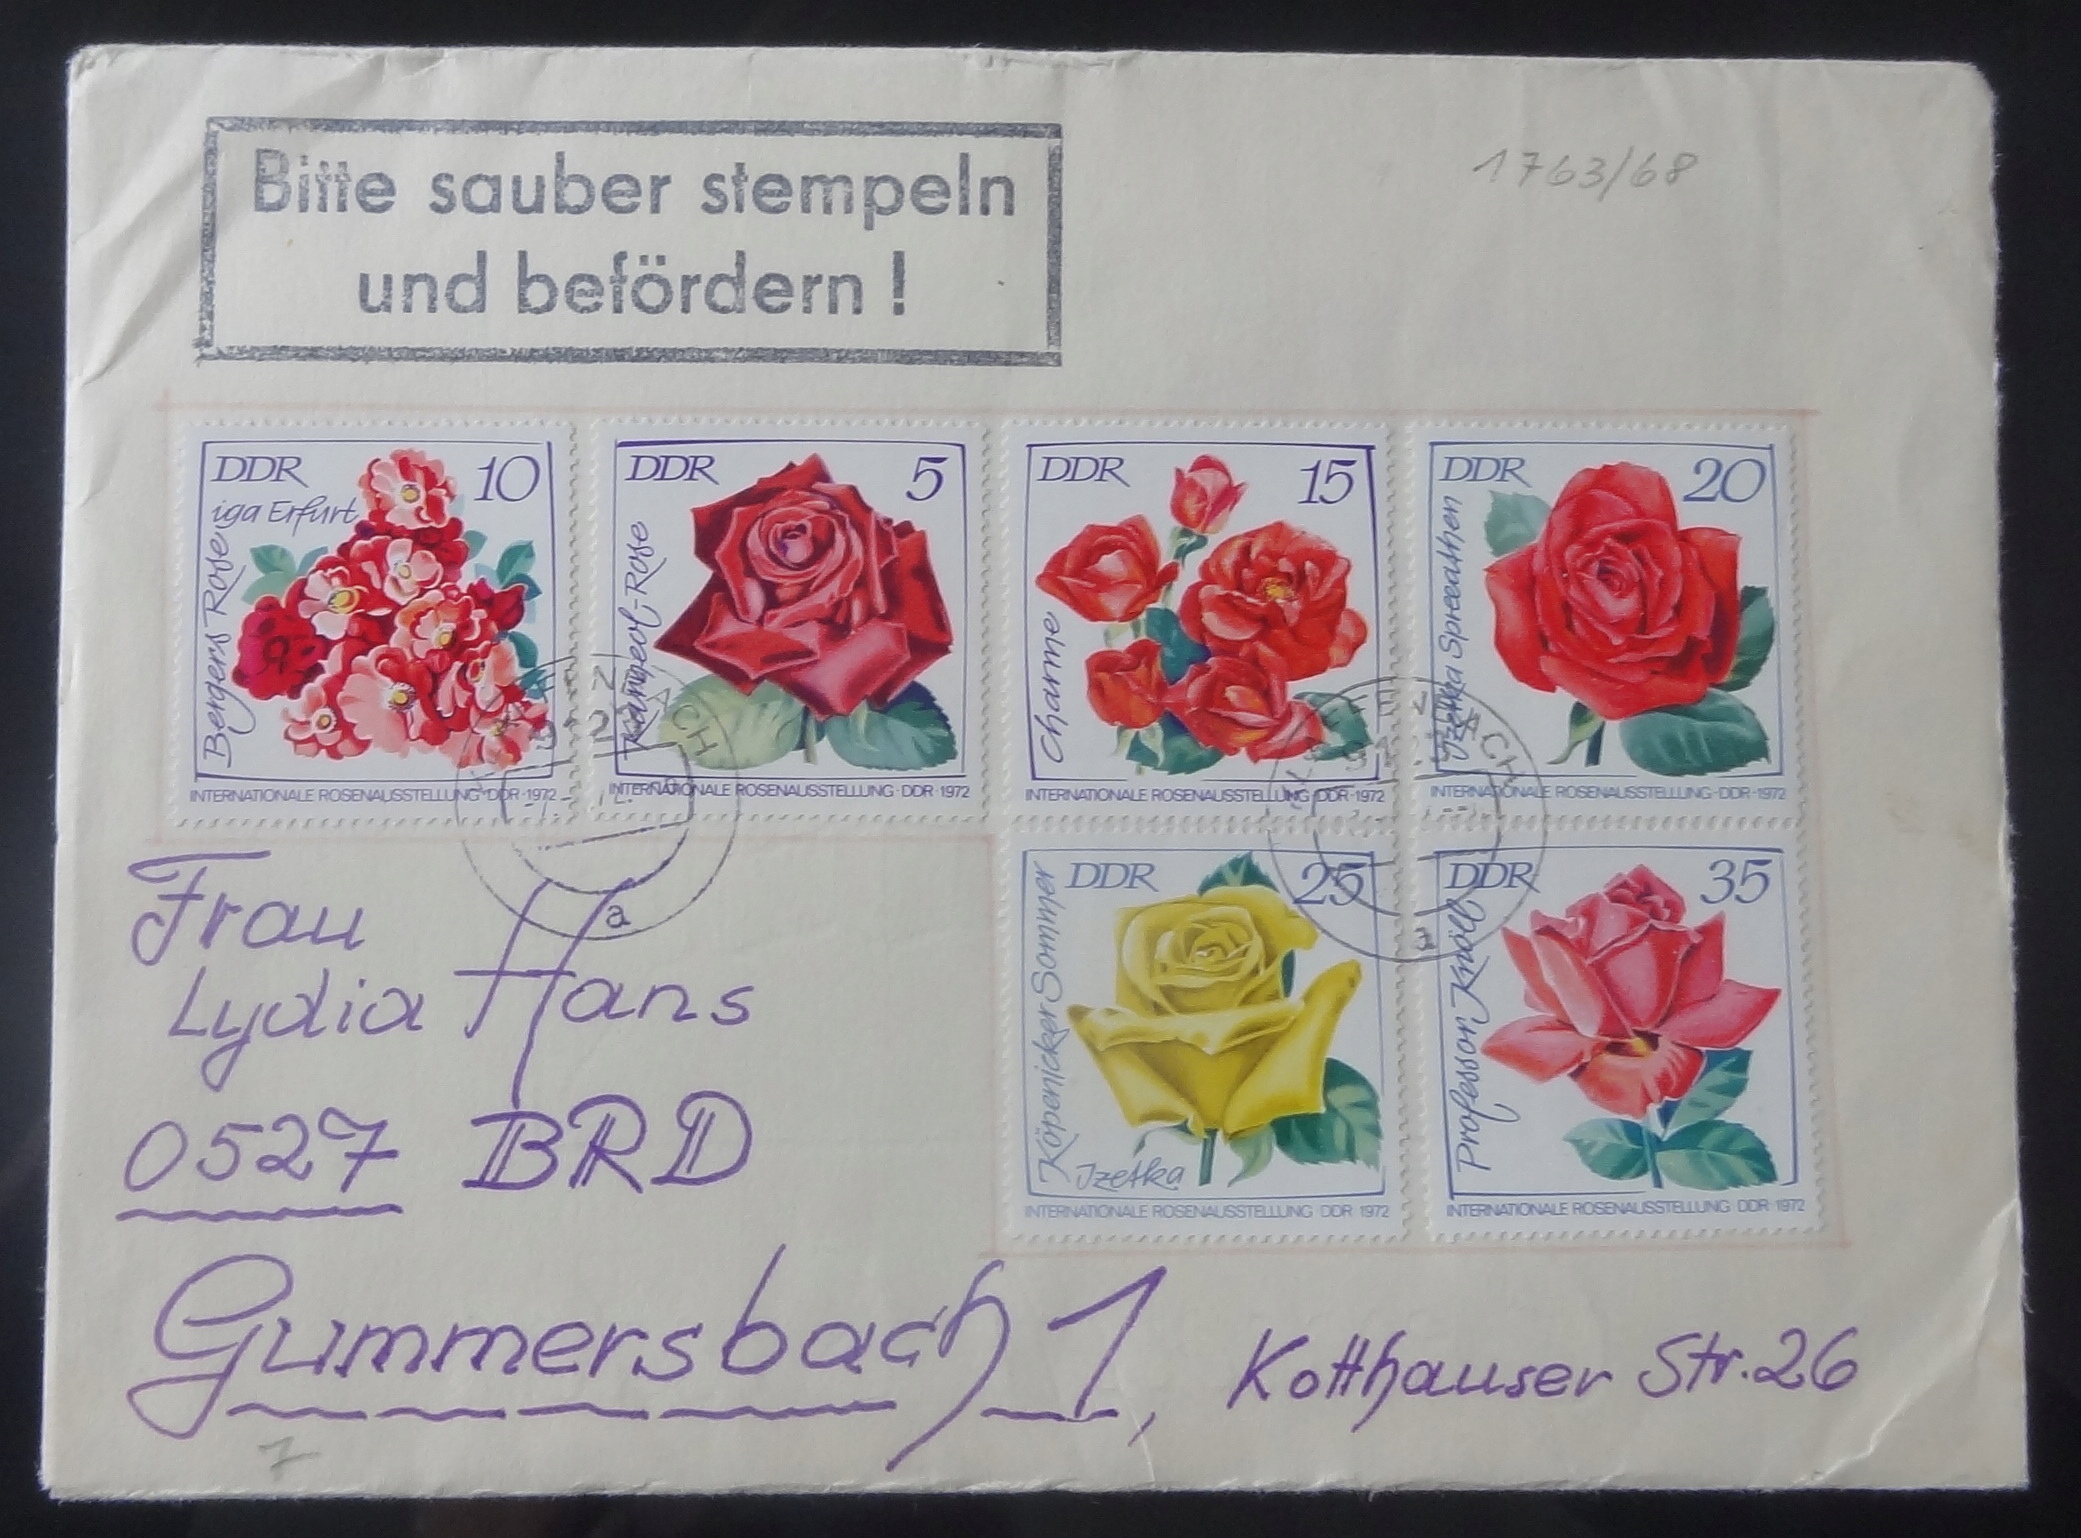 Bitte sauber stempeln
und befördern !
1763/68
DDR 10
iga Erfurt
Bergers Rose
INTERNATIONALE ROSENAUSSTELLUNG·DDR·1972
DDR 5
Rose
INTERNATIONALE ROSENAUSSTELLUNG·DDR·1972
DDR 15
Charme
INTERNATIONALE ROSENAUSSTELLUNG DDR·1972
DDR 20
Izetka Spreeathen
INTERNATIONALE ROSENAUSSTELLUNG·DDR·1972
DDR 25
Köpenicker Sommer
Izetka
INTERNATIONALE ROSENAUSSTELLUNG DDR 1972
DDR 35
Professor Knöll
INTERNATIONALE ROSENAUSSTELLUNG DDR 1972
a
a
Frau
Lydia Hans
0527 BRD
Gummersbach 1, Kotthauser Str. 26